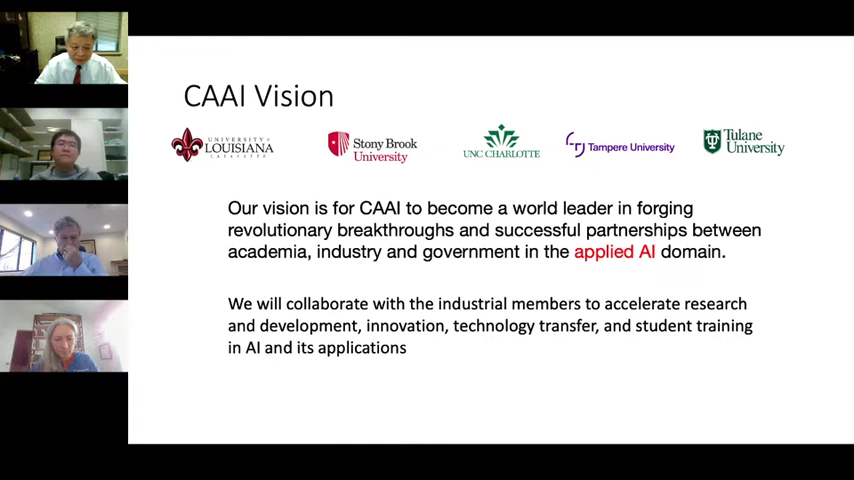 CAAI Vision
UNIVERSITY of
LOUISIANA
LAFAYETTE
Stony Brook
University
UNC CHARLOTTE
Tampere University
Tulane
University
Our vision is for CAAI to become a world leader in forging
revolutionary breakthroughs and successful partnerships between
academia, industry and government in the applied AI domain.
We will collaborate with the industrial members to accelerate research
and development, innovation, technology transfer, and student training
in AI and its applications